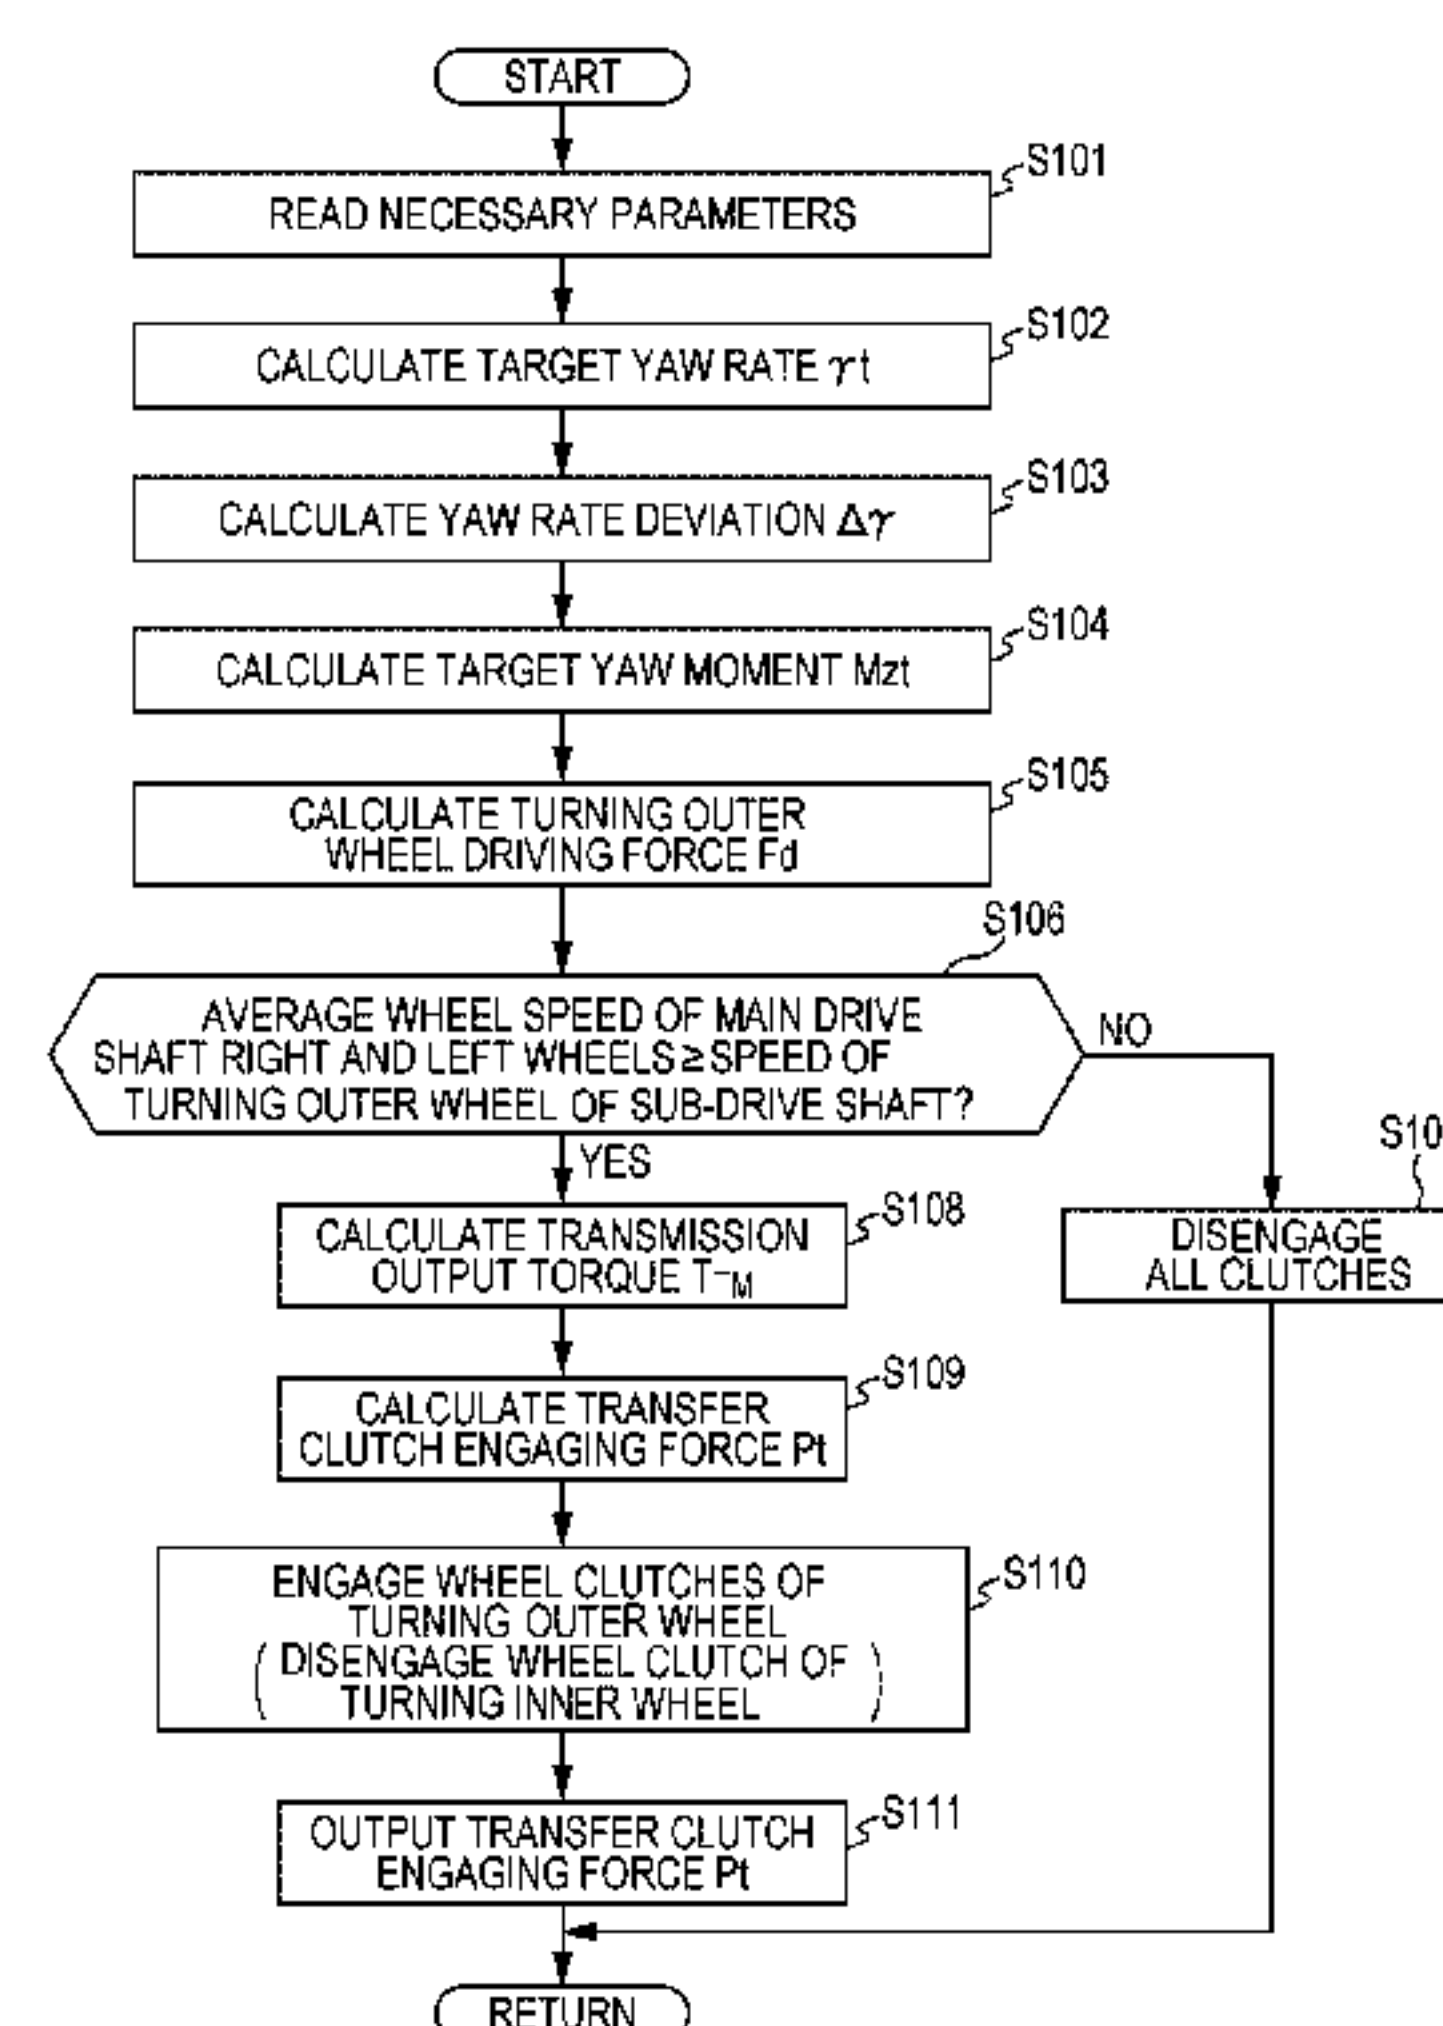 START
S101
READ NECESSARY PARAMETERS
S102
CALCULATE TARGET YAW RATE γt
S103
CALCULATE YAW RATE DEVIATION Δγ
S104
CALCULATE TARGET YAW MOMENT Mzt
S105
CALCULATE TURNING OUTER
WHEEL DRIVING FORCE Fd
S106
AVERAGE WHEEL SPEED OF MAIN DRIVE
SHAFT RIGHT AND LEFT WHEELS≥SPEED OF
TURNING OUTER WHEEL OF SUB-DRIVE SHAFT?
NO
YES
S10
DISENGAGE
ALL CLUTCHES
S108
CALCULATE TRANSMISSION
OUTPUT TORQUE T-M
S109
CALCULATE TRANSFER
CLUTCH ENGAGING FORCE Pt
S110
ENGAGE WHEEL CLUTCHES OF
TURNING OUTER WHEEL
(DISENGAGE WHEEL CLUTCH OF
TURNING INNER WHEEL)
S111
OUTPUT TRANSFER CLUTCH
ENGAGING FORCE Pt
RETURN